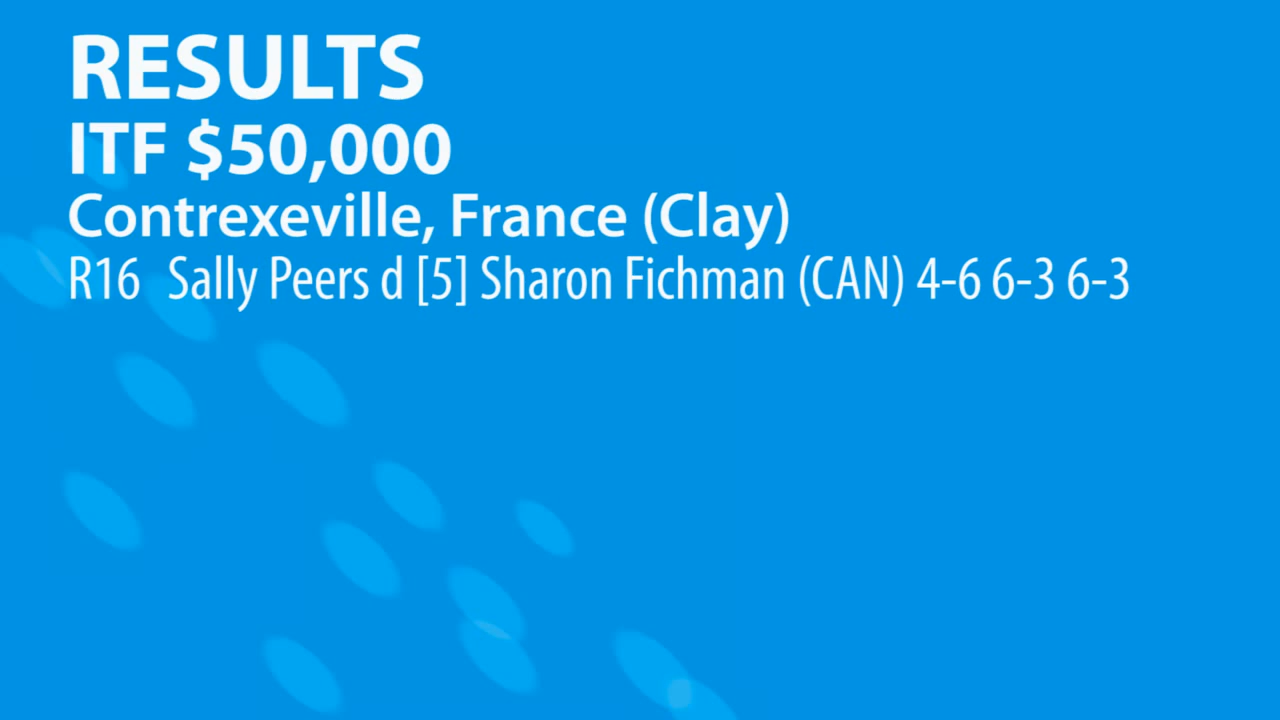 RESULTS
ITF $50,000
Contrexeville, France (Clay)
R16 Sally Peers d [5] Sharon Fichman (CAN) 4-6 6-3 6-3